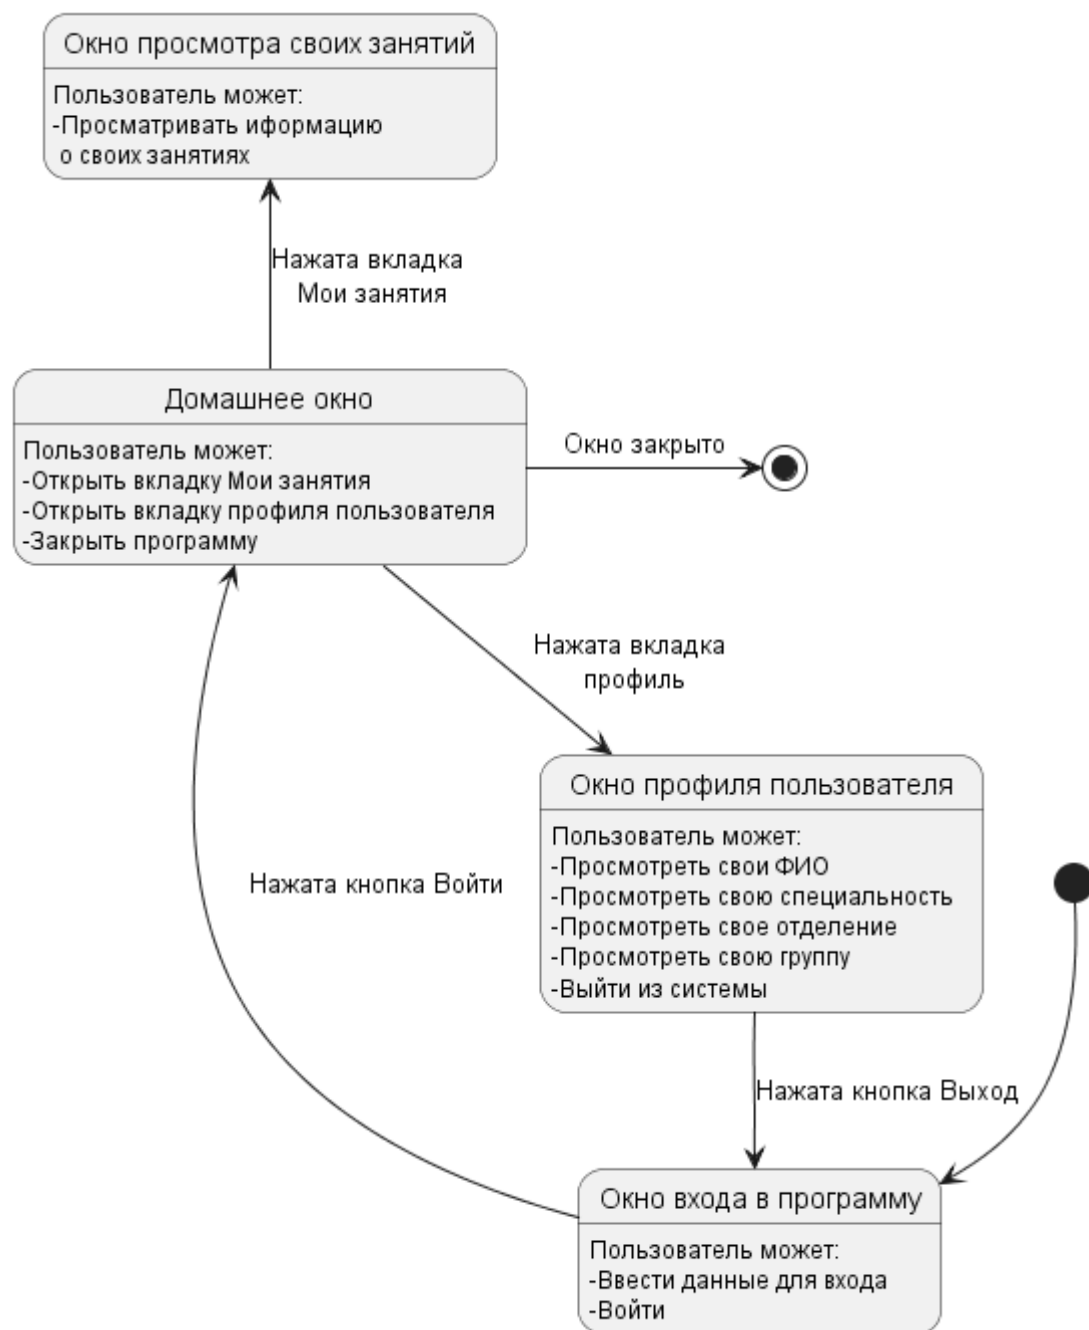 Окно просмотра своих занятий
Пользователь может:
-Просматривать иформацию
о своих занятиях
Нажата вкладка
Мои занятия
Домашнее окно
Пользователь может:
-Открыть вкладку Мои занятия
-Открыть вкладку профиля пользователя
-Закрыть программу
Окно закрыто
Нажата вкладка
профиль
Окно профиля пользователя
Пользователь может:
-Просмотреть свои ФИО
-Просмотреть свою специальность
-Просмотреть свое отделение
-Просмотреть свою группу
-Выйти из системы
Нажата кнопка Войти
Нажата кнопка Выход
Окно входа в программу
Пользователь может:
-Ввести данные для входа
-Войти